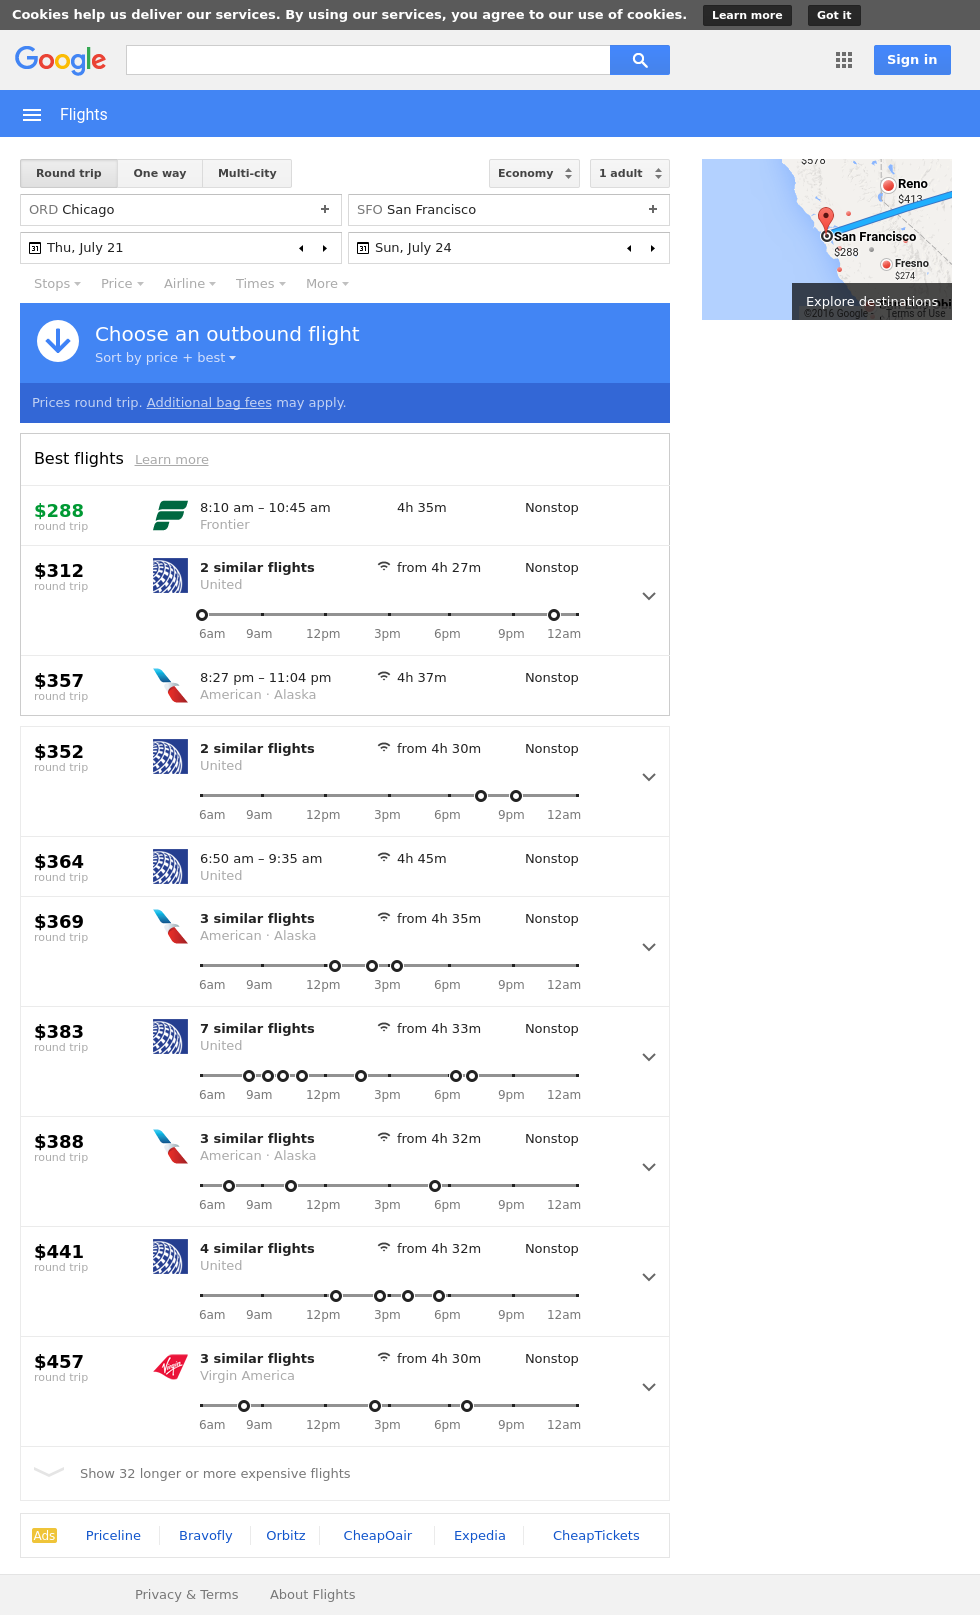 Cookies help us deliver our services. By using our services, you agree to our use of cookies. Learn more Got it
Google Sign in
Flights
Round trip One way Multi-city Economy 1 adult
ORD Chicago + SFO San Francisco +
31 Thu, July 21 31 Sun, July 24
Stops Price Airline Times More
$578
Reno
$413
San Francisco
$288
Fresno
$274
Explore destinations
©2016 Google Terms of Use
Choose an outbound flight
Sort by price + best
Prices round trip. Additional bag fees may apply.
Best flights Learn more
$288 8:10 am – 10:45 am 4h 35m Nonstop
round trip Frontier
$312 2 similar flights from 4h 27m Nonstop
round trip United
6am 9am 12pm 3pm 6pm 9pm 12am
$357 8:27 pm – 11:04 pm 4h 37m Nonstop
round trip American · Alaska
$352 2 similar flights from 4h 30m Nonstop
round trip United
6am 9am 12pm 3pm 6pm 9pm 12am
$364 6:50 am – 9:35 am 4h 45m Nonstop
round trip United
$369 3 similar flights from 4h 35m Nonstop
round trip American · Alaska
6am 9am 12pm 3pm 6pm 9pm 12am
$383 7 similar flights from 4h 33m Nonstop
round trip United
6am 9am 12pm 3pm 6pm 9pm 12am
$388 3 similar flights from 4h 32m Nonstop
round trip American · Alaska
6am 9am 12pm 3pm 6pm 9pm 12am
$441 4 similar flights from 4h 32m Nonstop
round trip United
6am 9am 12pm 3pm 6pm 9pm 12am
$457 Virgin 3 similar flights from 4h 30m Nonstop
round trip Virgin America
6am 9am 12pm 3pm 6pm 9pm 12am
Show 32 longer or more expensive flights
Ads Priceline Bravofly Orbitz CheapOair Expedia CheapTickets
Privacy & Terms About Flights